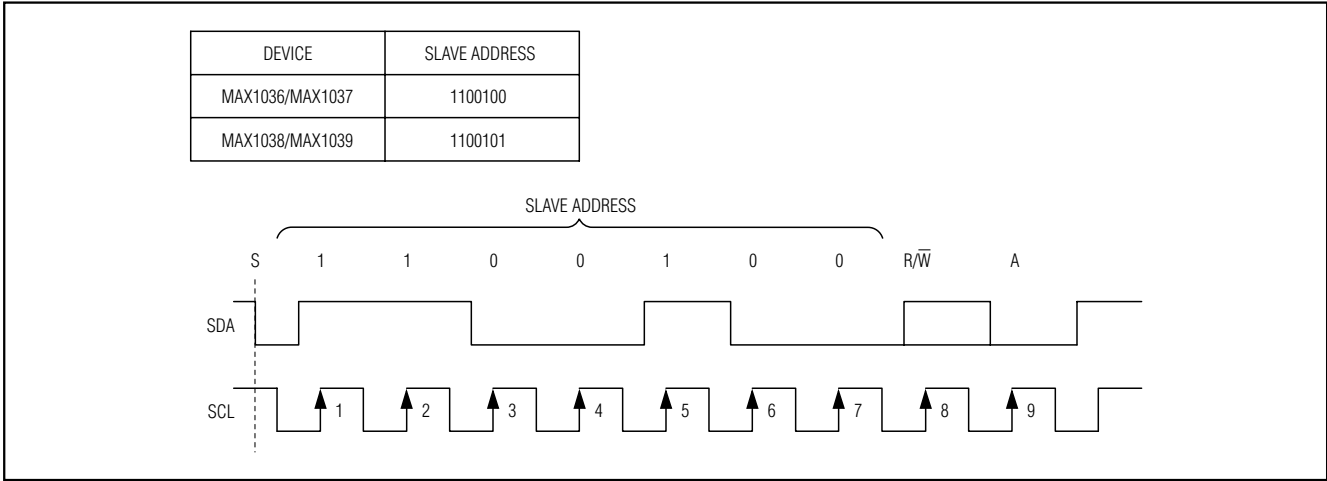 DEVICE SLAVE ADDRESS
MAX1036/MAX1037 1100100
MAX1038/MAX1039 1100101
SLAVE ADDRESS
S 1 1 0 0 1 0 0 R/W̅ A
SDA
SCL 1 2 3 4 5 6 7 8 9